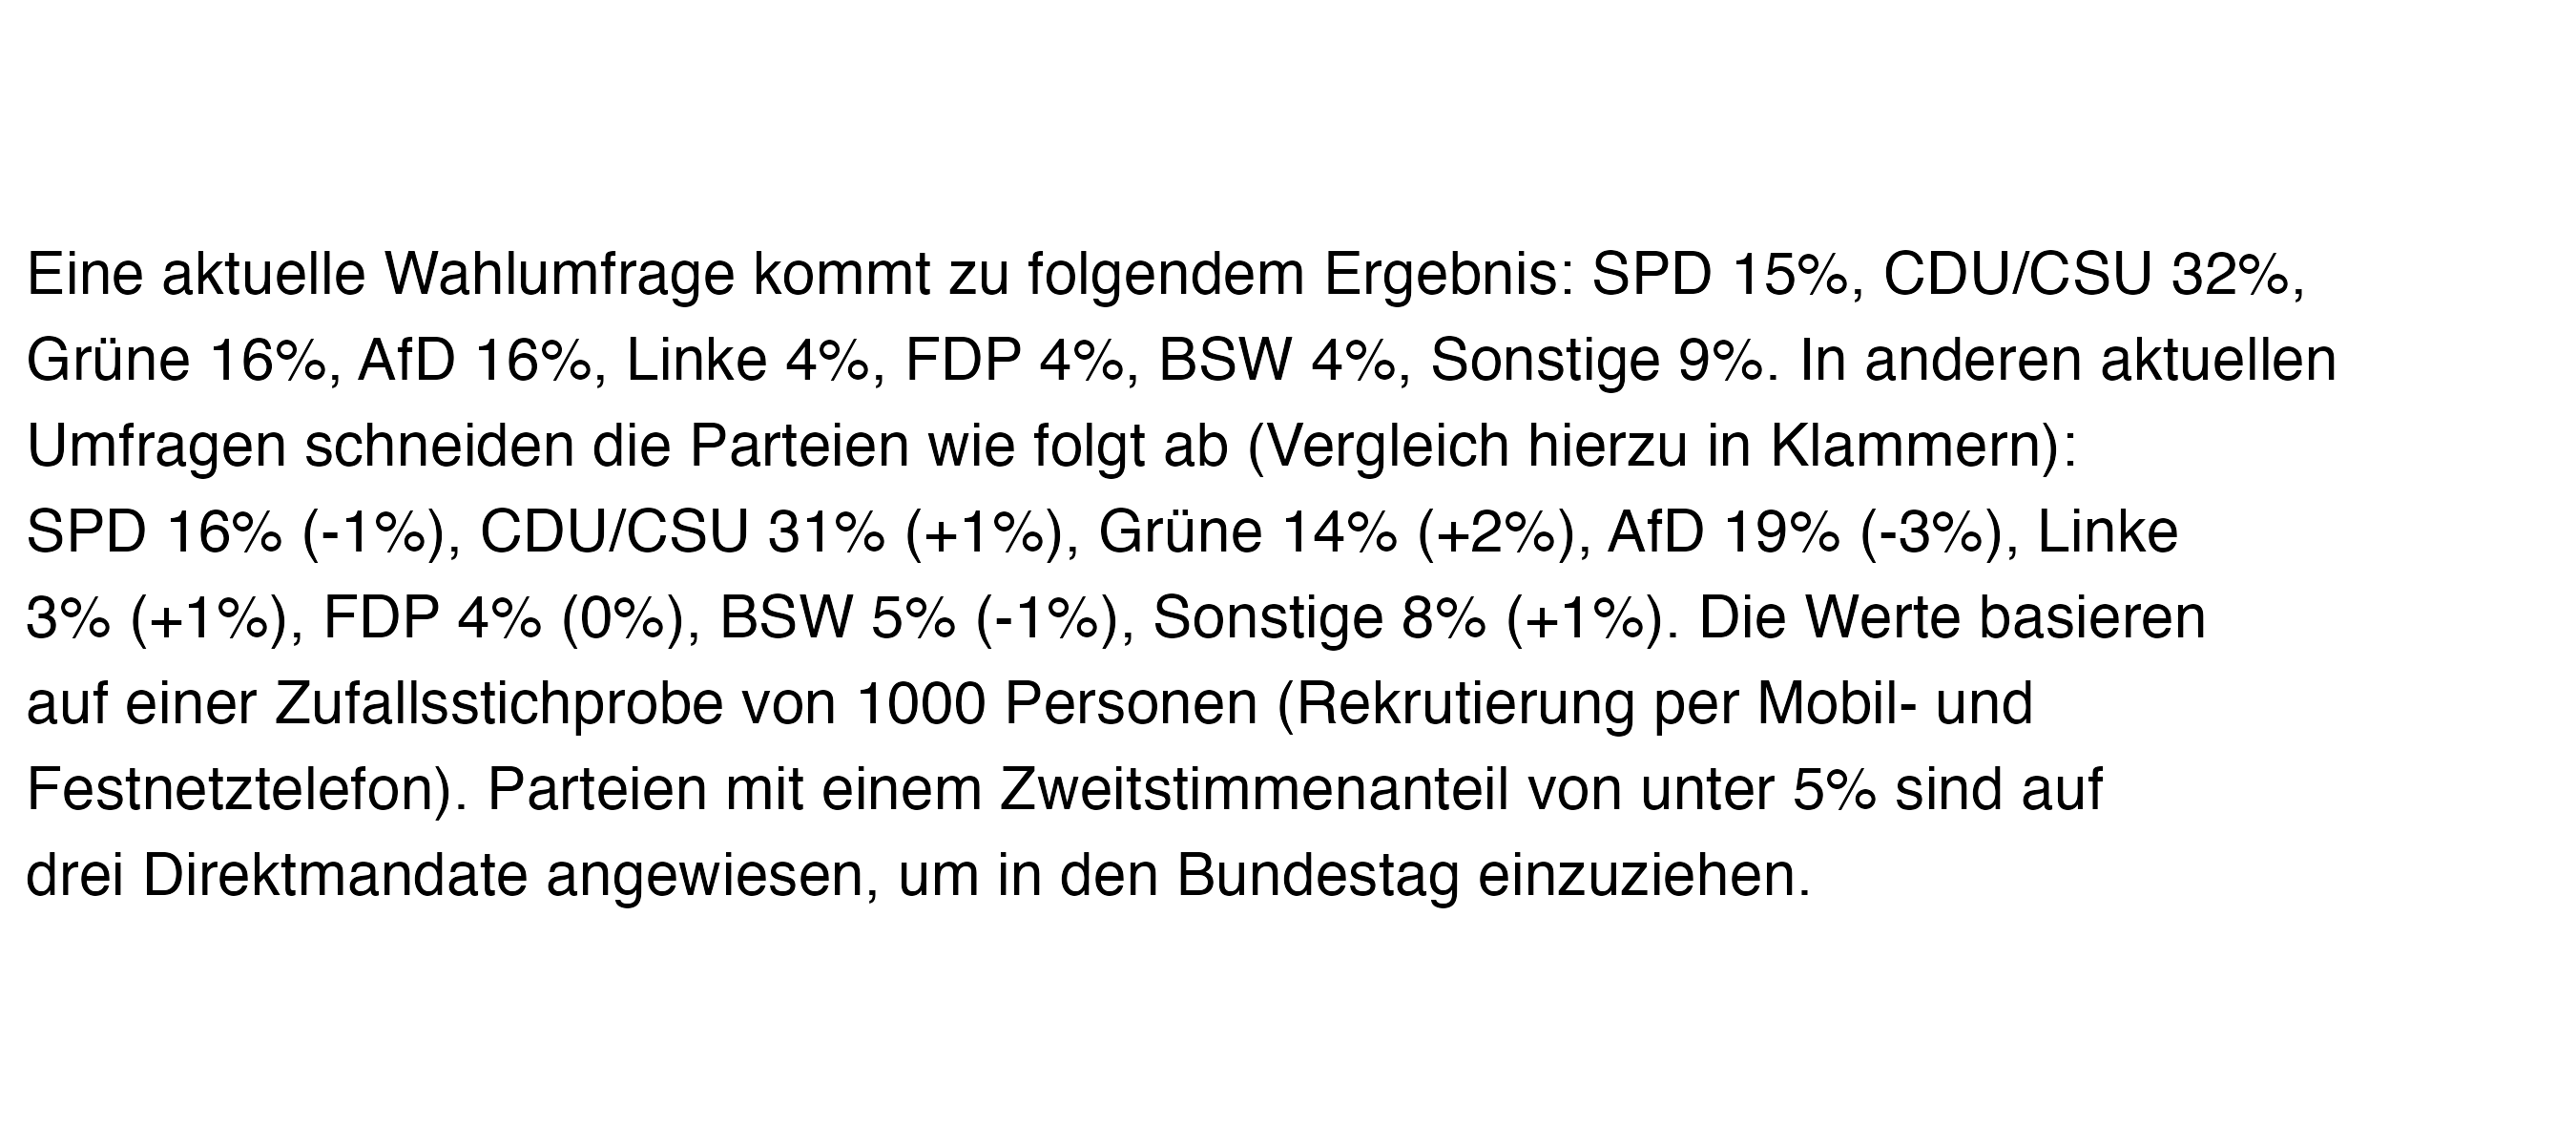 Eine aktuelle Wahlumfrage kommt zu folgendem Ergebnis: SPD 15%, CDU/CSU 32%,
Grüne 16%, AfD 16%, Linke 4%, FDP 4%, BSW 4%, Sonstige 9%. In anderen aktuellen
Umfragen schneiden die Parteien wie folgt ab (Vergleich hierzu in Klammern):
SPD 16% (-1%), CDU/CSU 31% (+1%), Grüne 14% (+2%), AfD 19% (-3%), Linke
3% (+1%), FDP 4% (0%), BSW 5% (-1%), Sonstige 8% (+1%). Die Werte basieren
auf einer Zufallsstichprobe von 1000 Personen (Rekrutierung per Mobil- und
Festnetztelefon). Parteien mit einem Zweitstimmenanteil von unter 5% sind auf
drei Direktmandate angewiesen, um in den Bundestag einzuziehen.